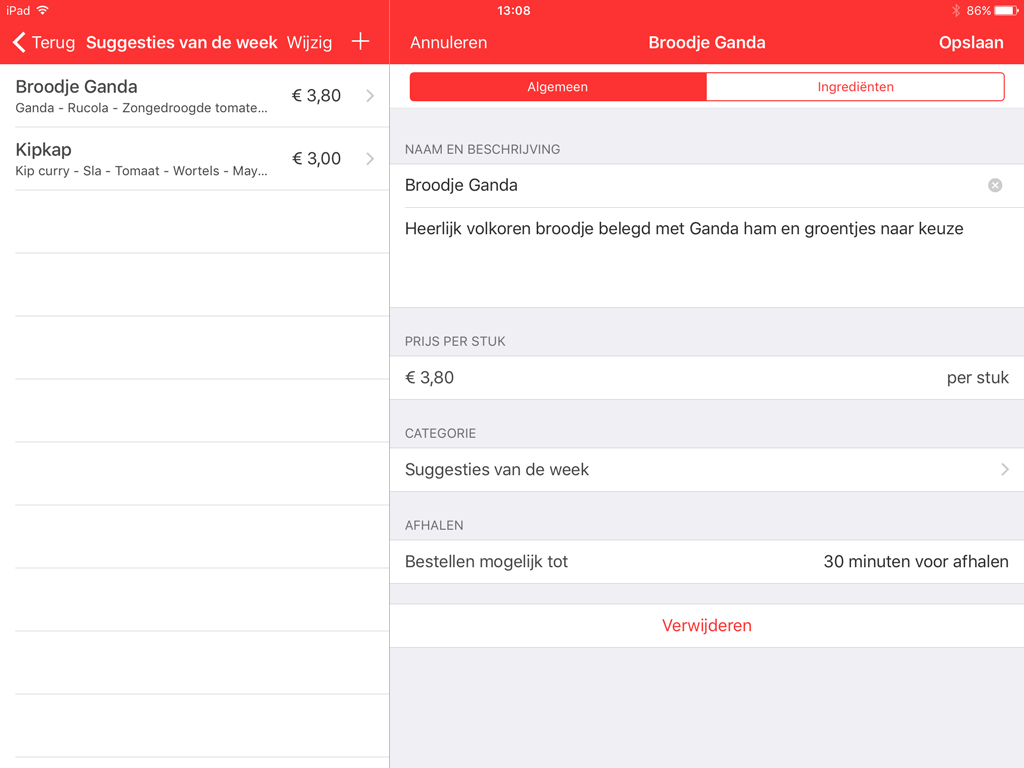 iPad
13:08
86%
Terug
Suggesties van de week
Wijzig
Annuleren
Broodje Ganda
Opslaan
Broodje Ganda
Ganda - Rucola - Zongedroogde tomate...
€ 3,80
Kipkap
Kip curry - Sla - Tomaat - Wortels - May...
€ 3,00
Algemeen
Ingrediënten
NAAM EN BESCHRIJVING
Broodje Ganda
Heerlijk volkoren broodje belegd met Ganda ham en groentjes naar keuze
PRIJS PER STUK
€ 3,80
per stuk
CATEGORIE
Suggesties van de week
AFHALEN
Bestellen mogelijk tot
30 minuten voor afhalen
Verwijderen